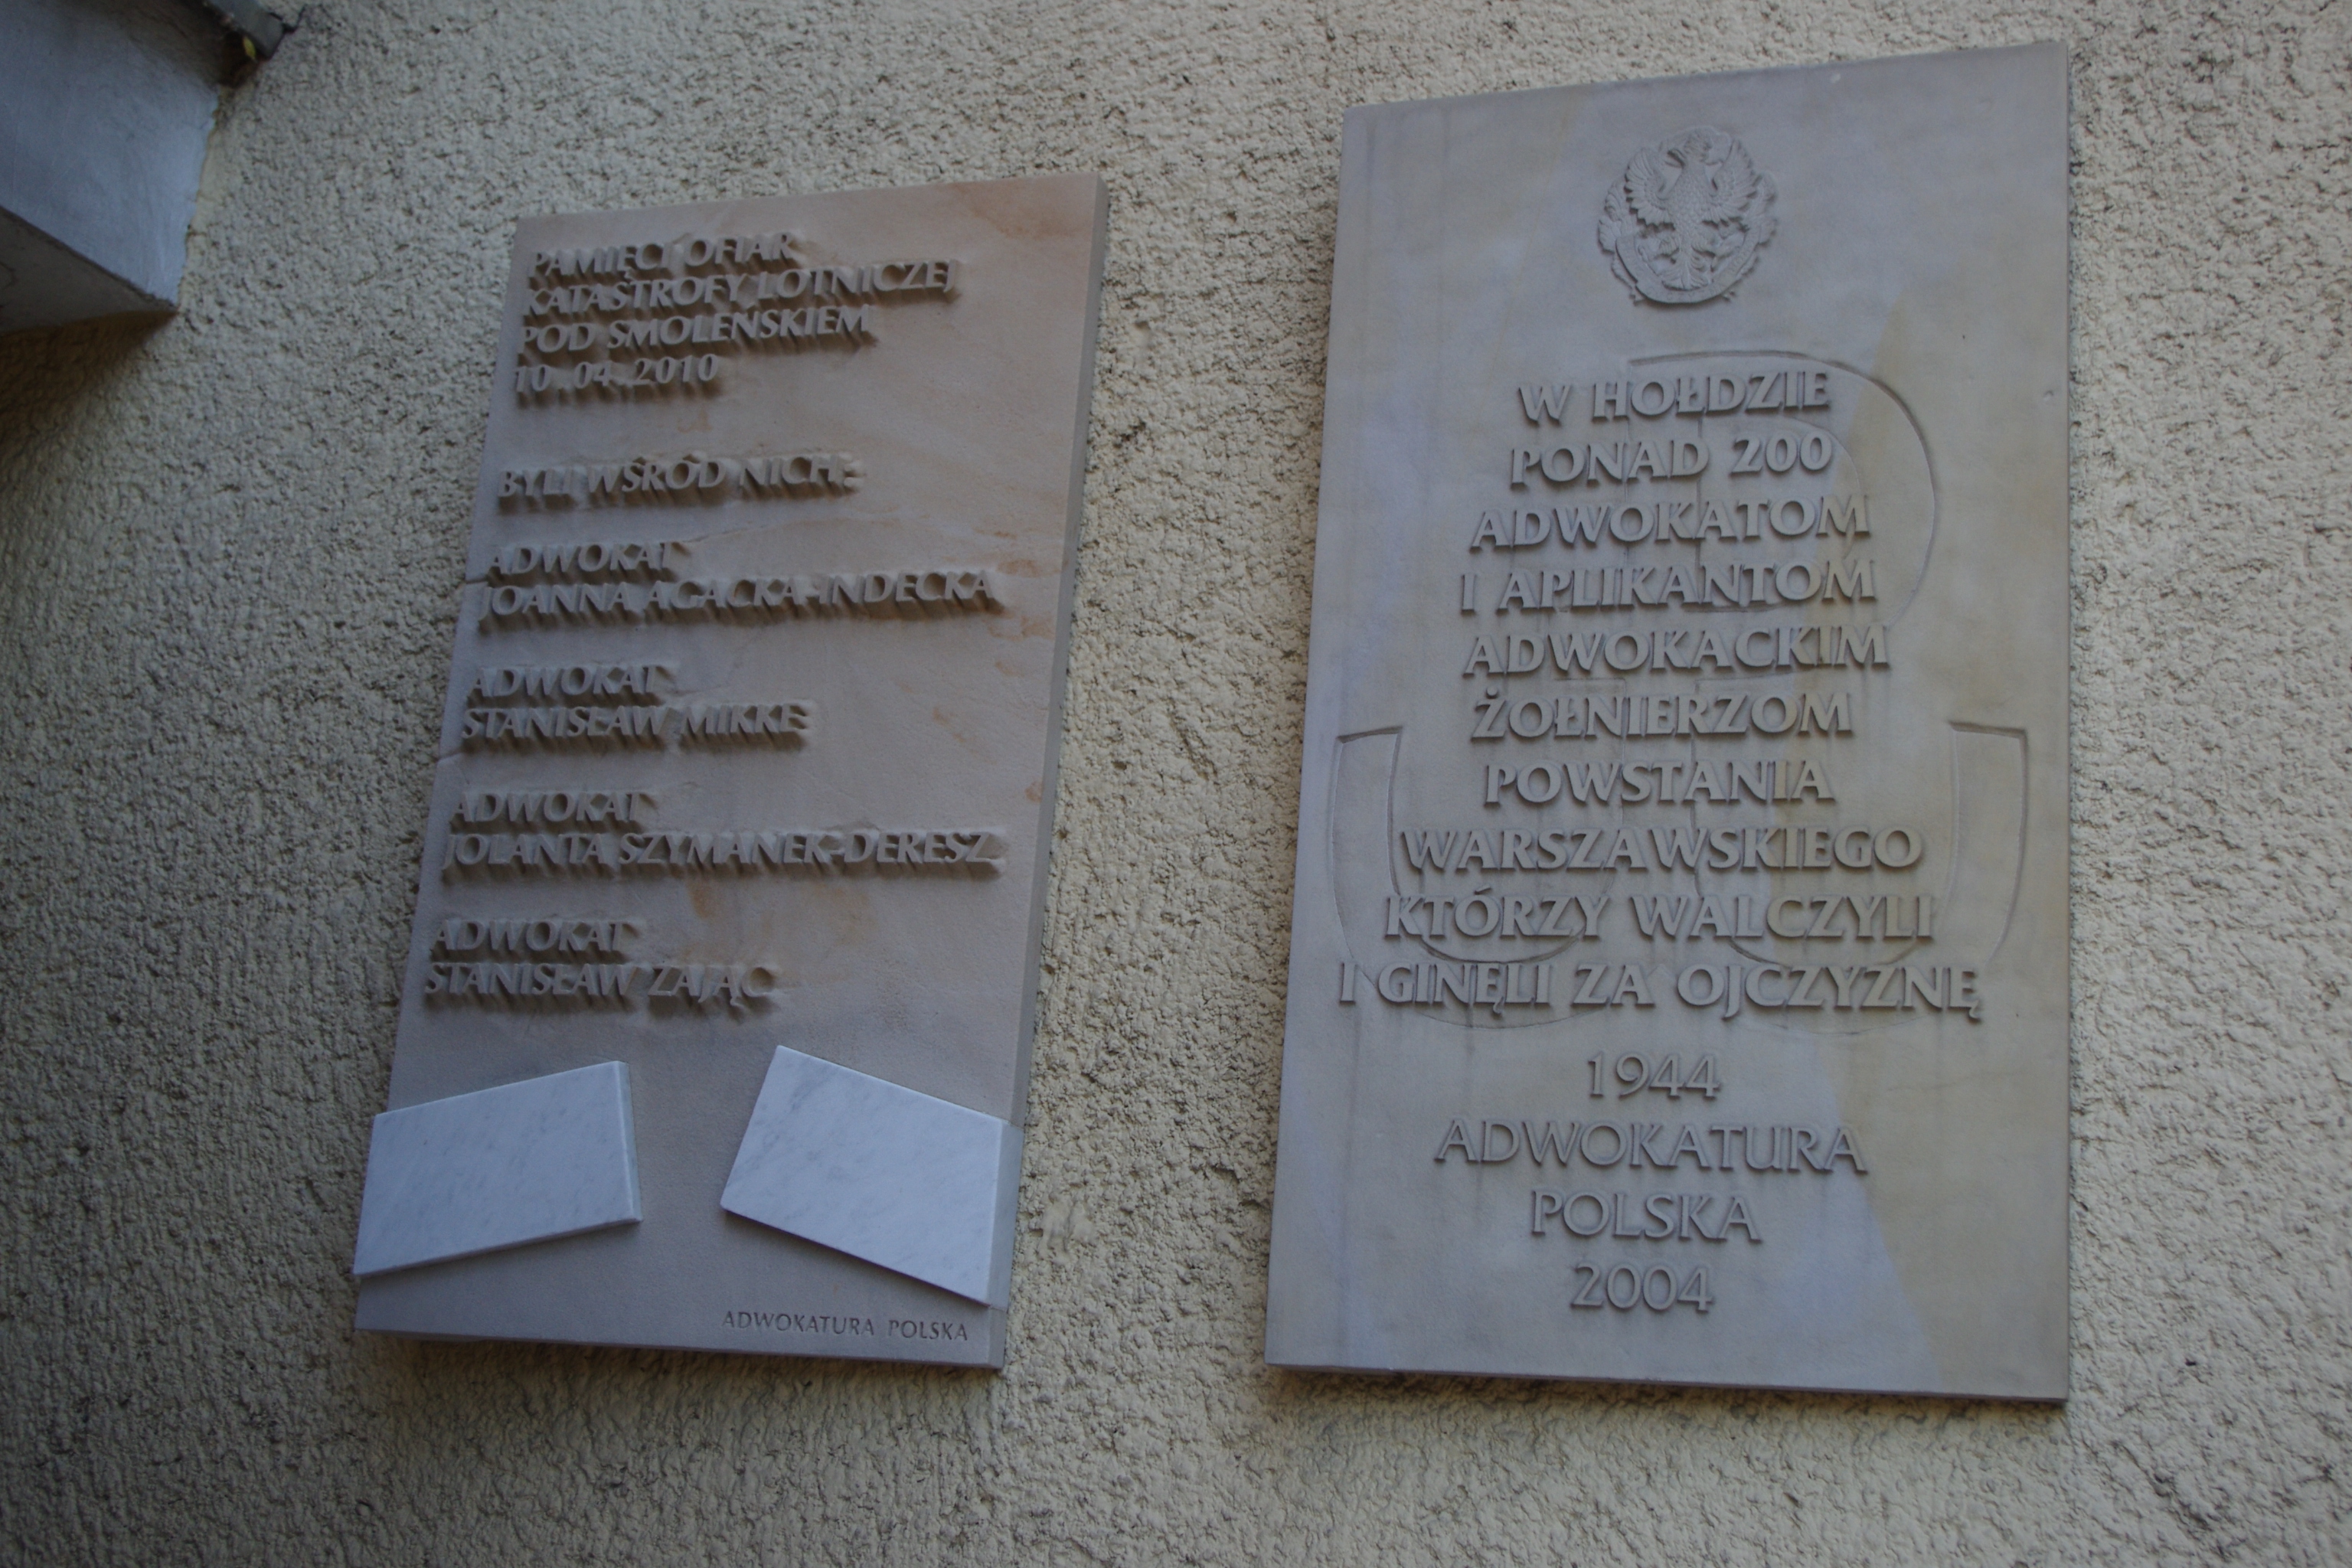 PAMIĘCI OFIAR
KATASTROFY LOTNICZEJ
POD SMOLEŃSKIEM
10.04.2010
BYLI WŚRÓD NICH:
ADWOKAT
JOANNA AGACKA-INDECKA
ADWOKAT
STANISŁAW MIKKE
ADWOKAT
JOLANTA SZYMANEK-DERESZ
ADWOKAT
STANISŁAW ZAJĄC
ADWOKATURA POLSKA
W HOŁDZIE
PONAD 200
ADWOKATOM
I APLIKANTOM
ADWOKACKIM
ŻOŁNIERZOM
POWSTANIA
WARSZAWSKIEGO
KTÓRZY WALCZYLI
I GINĘLI ZA OJCZYZNĘ
1944
ADWOKATURA
POLSKA
2004